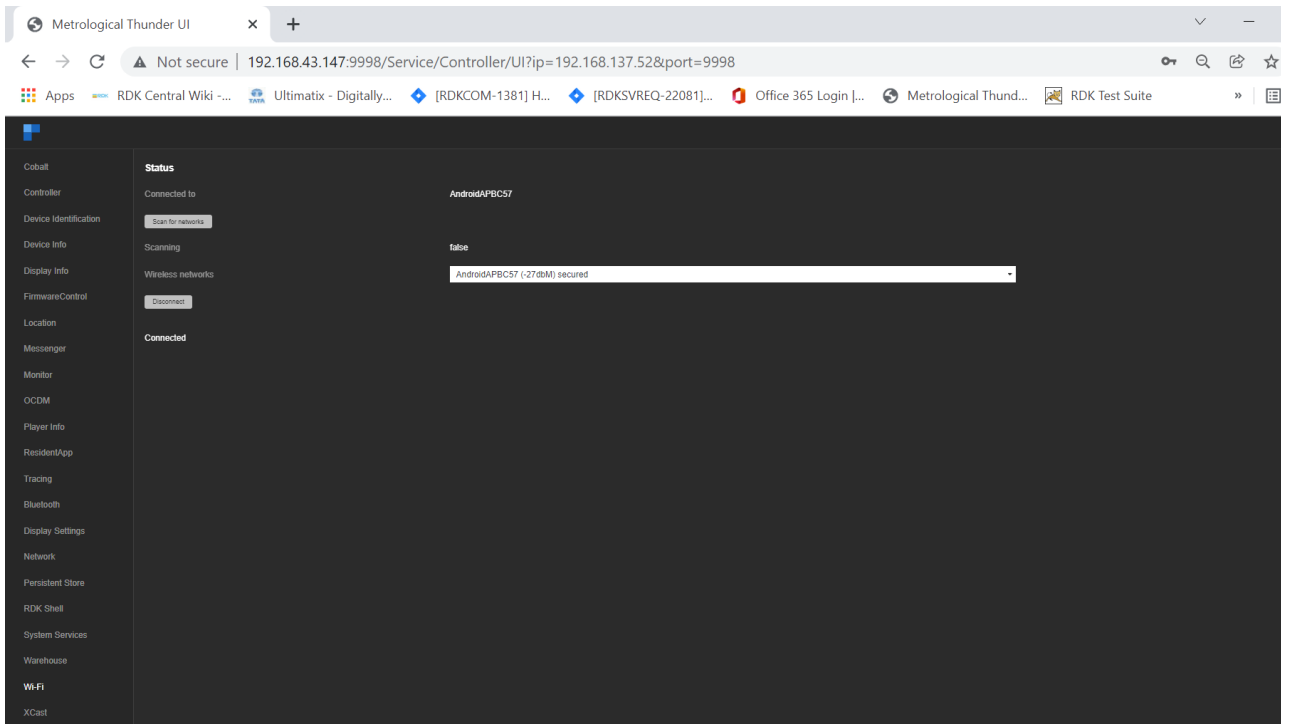 Metrological Thunder UI
Not secure | 192.168.43.147:9998/Service/Controller/UI?ip=192.168.137.52&port=9998
Apps RDK Central Wiki -... TATA Ultimatix - Digitally... [RDKCOM-1381] H... [RDKSVREQ-22081]... Office 365 Login |... Metrological Thund... RDK Test Suite »
Cobalt
Controller
Device Identification
Device Info
Display Info
FirmwareControl
Location
Messenger
Monitor
OCDM
Player Info
ResidentApp
Tracing
Bluetooth
Display Settings
Network
Persistent Store
RDK Shell
System Services
Warehouse
Wi-Fi
XCast
Status
Connected to AndroidAPBC57
Scan for networks
Scanning false
Wireless networks AndroidAPBC57 (-27dbM) secured
Disconnect
Connected